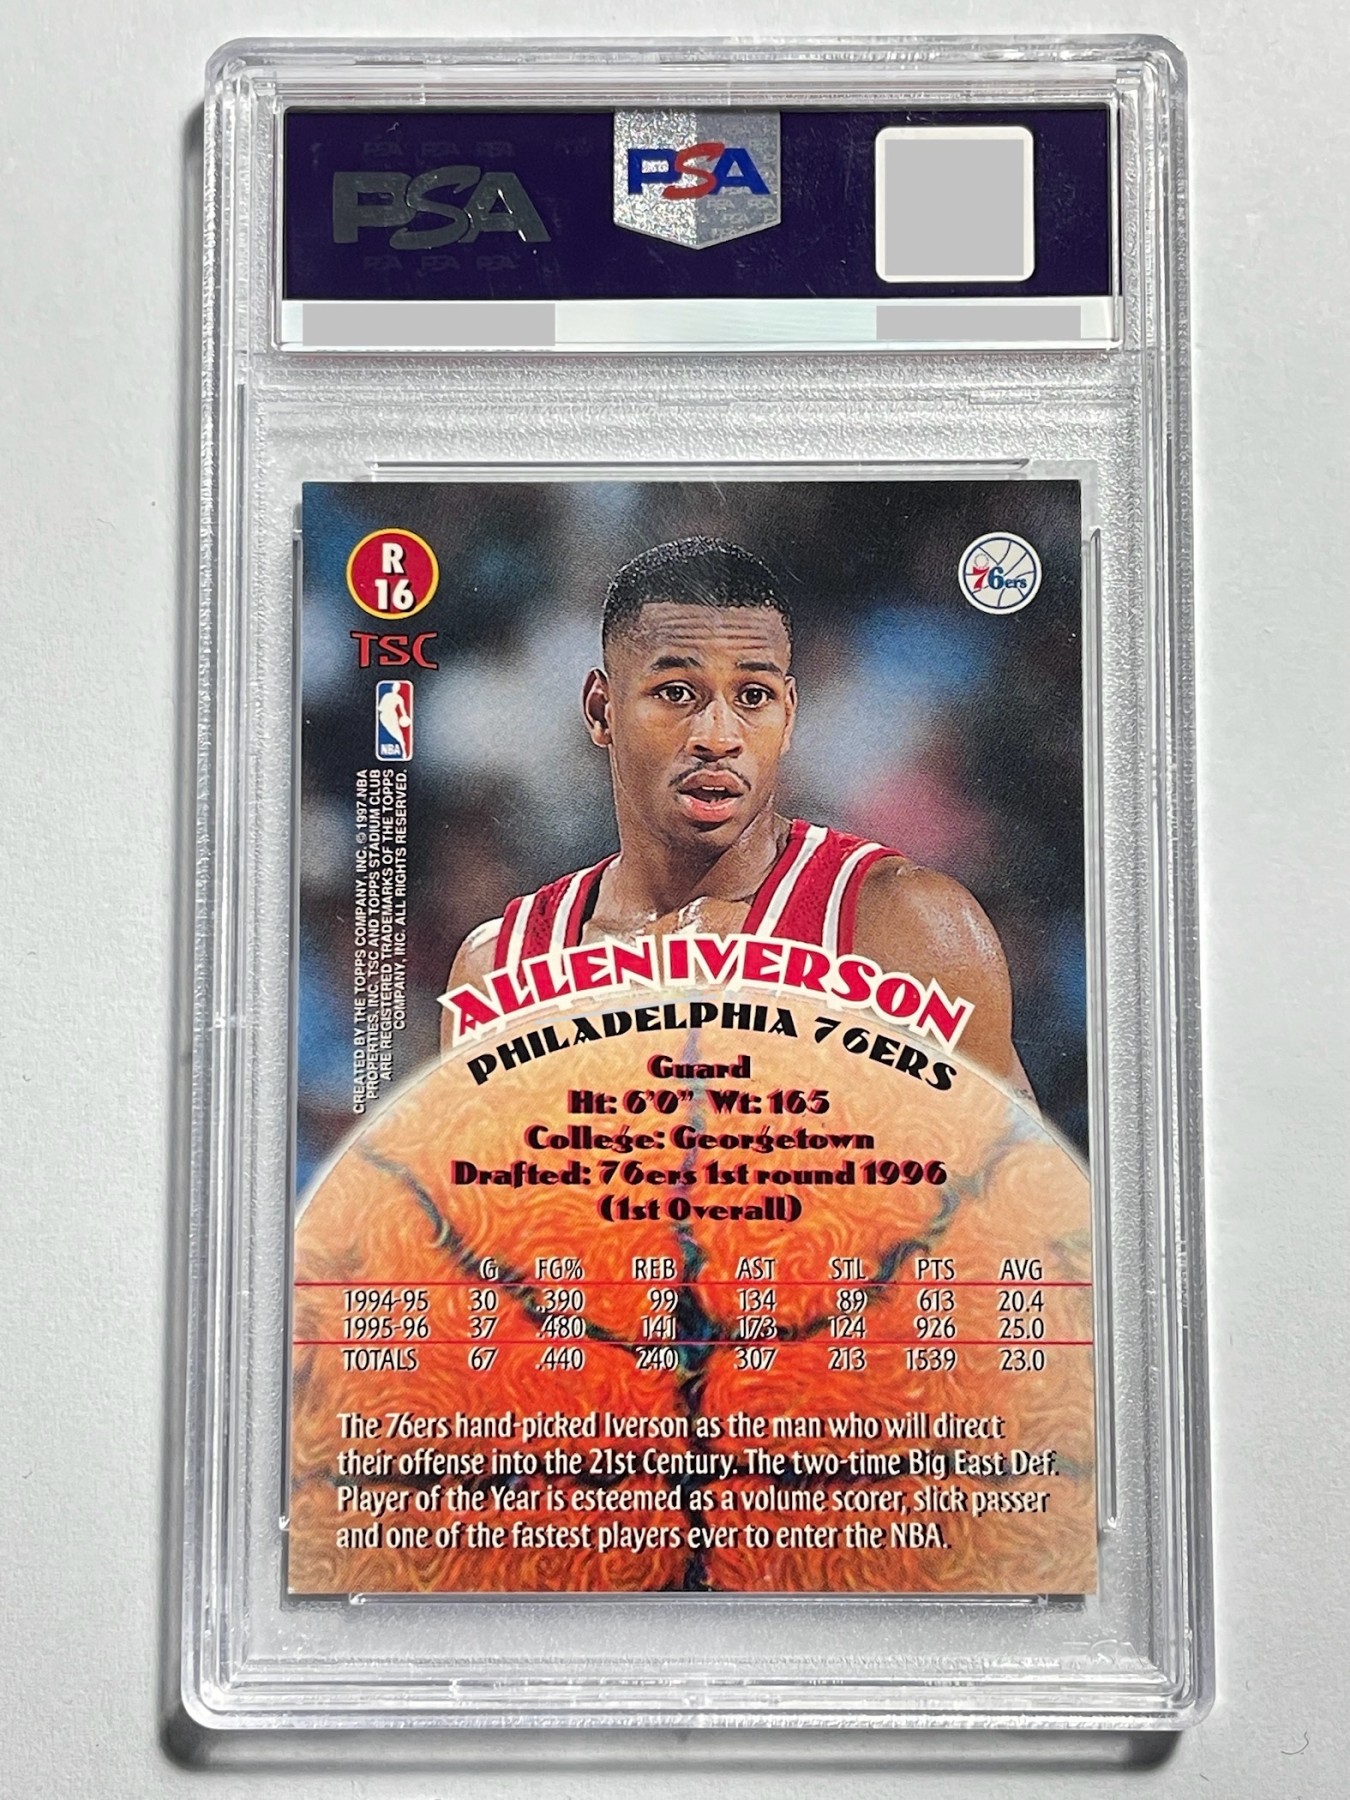 PSA
PSA
R
16
TSC
NBA
76ers
CREATED BY THE TOPPS COMPANY, INC. © 1997 NBA
PROPERTIES, INC. TSC AND TOPPS STADIUM CLUB
ARE REGISTERED TRADEMARKS OF THE TOPPS
COMPANY, INC. ALL RIGHTS RESERVED.
ALLEN IVERSON
PHILADELPHIA 76ERS
Guard
Ht: 6'0" Wt: 165
College: Georgetown
Drafted: 76ers 1st round 1996
(1st Overall)
G FG% REB AST STL PTS AVG
1994-95 30 .390 99 134 89 613 20.4
1995-96 37 .480 141 173 124 926 25.0
TOTALS 67 .440 240 307 213 1539 23.0
The 76ers hand-picked Iverson as the man who will direct
their offense into the 21st Century. The two-time Big East Def.
Player of the Year is esteemed as a volume scorer, slick passer
and one of the fastest players ever to enter the NBA.